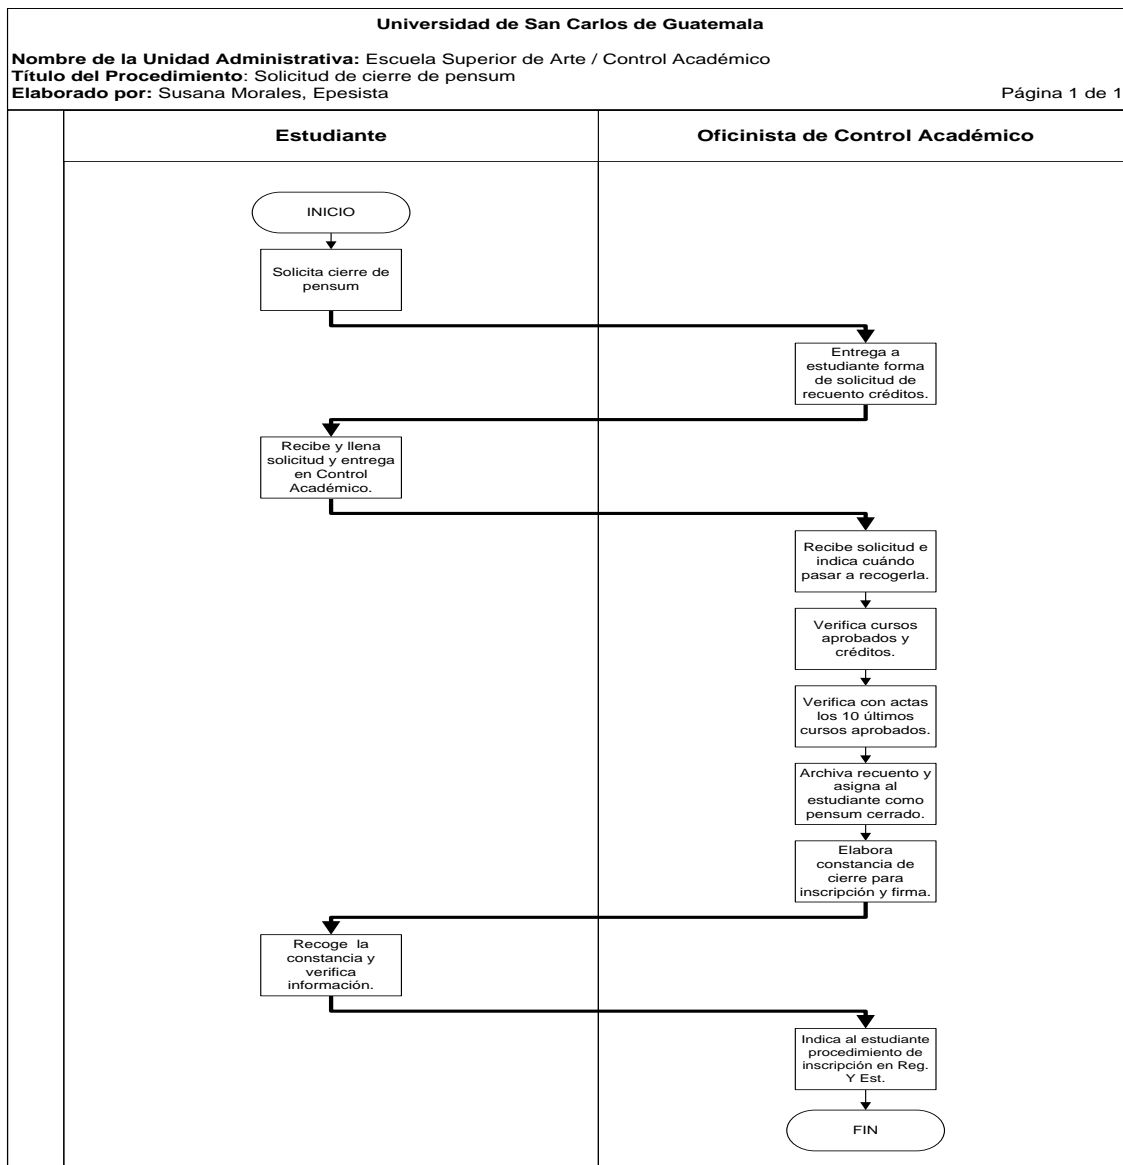 Universidad de San Carlos de Guatemala
Nombre de la Unidad Administrativa: Escuela Superior de Arte / Control Académico
Título del Procedimiento: Solicitud de cierre de pensum
Elaborado por: Susana Morales, Epesista
Página 1 de 1
Estudiante
Oficinista de Control Académico
INICIO
Solicita cierre de
pensum
Entrega a
estudiante forma
de solicitud de
recuento créditos.
Recibe y llena
solicitud y entrega
en Control
Académico.
Recibe solicitud e
indica cuándo
pasar a recogerla.
Verifica cursos
aprobados y
créditos.
Verifica con actas
los 10 últimos
cursos aprobados.
Archiva recuento y
asigna al
estudiante como
pensum cerrado.
Elabora
constancia de
cierre para
inscripción y firma.
Recoge la
constancia y
verifica
información.
Indica al estudiante
procedimiento de
inscripción en Reg.
Y Est.
FIN